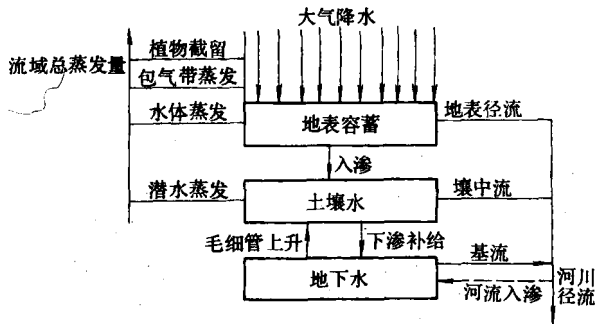 大气降水
植物截留
流域总蒸发量
包气带蒸发
水体蒸发
地表容蓄
地表径流
入渗
潜水蒸发
土壤水
壤中流
毛细管上升
下渗补给
基流
地下水
河流入渗
河川
径流